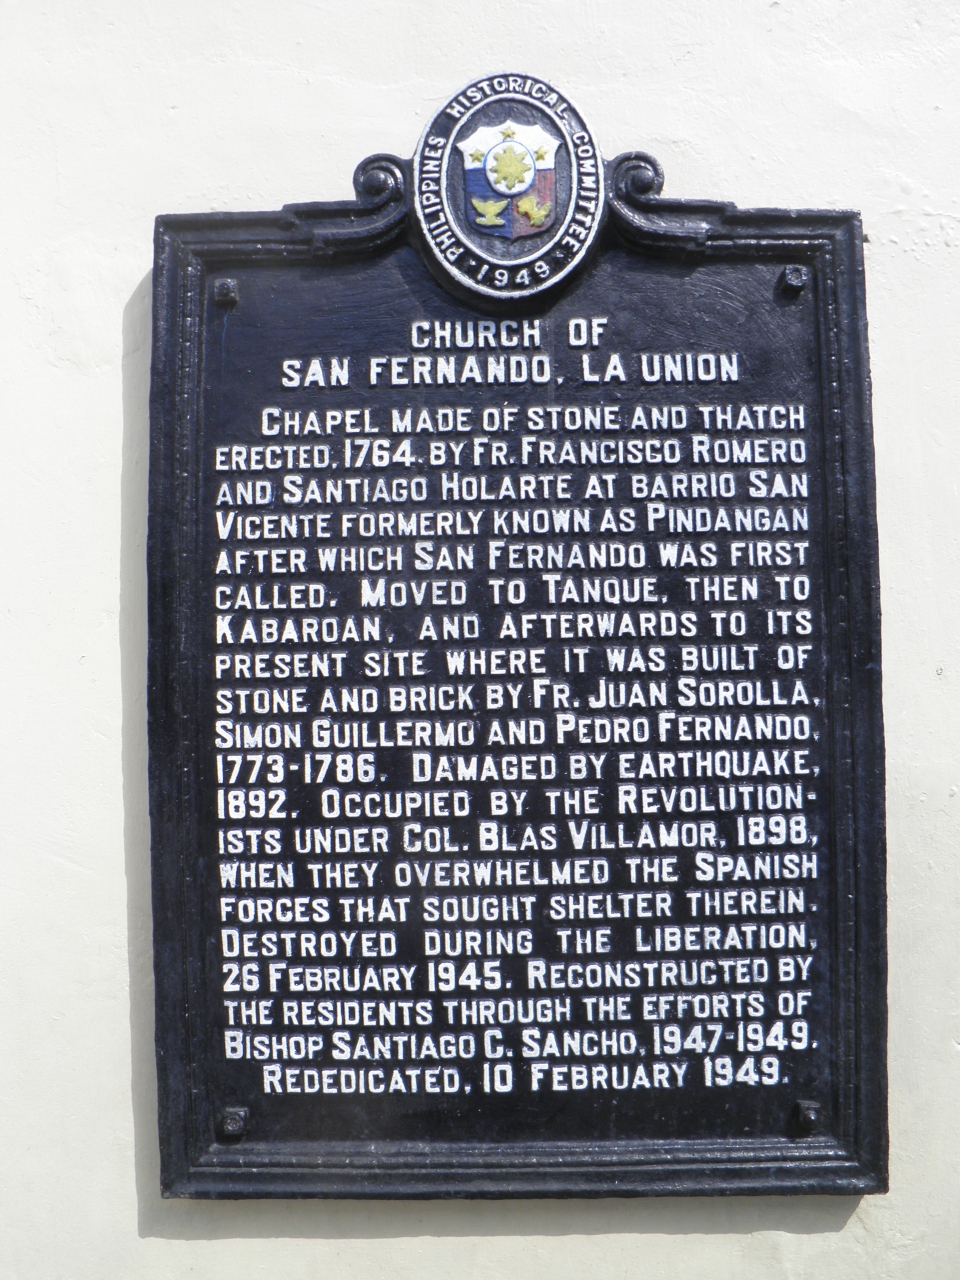 PHILIPPINES HISTORICAL COMMITTEE
· 1949 ·
CHURCH OF
SAN FERNANDO, LA UNION
CHAPEL MADE OF STONE AND THATCH
ERECTED, 1764. BY FR. FRANCISCO ROMERO
AND SANTIAGO HOLARTE AT BARRIO SAN
VICENTE FORMERLY KNOWN AS PINDANGAN
AFTER WHICH SAN FERNANDO WAS FIRST
CALLED. MOVED TO TANQUE, THEN TO
KABAROAN, AND AFTERWARDS TO ITS
PRESENT SITE WHERE IT WAS BUILT OF
STONE AND BRICK BY FR. JUAN SOROLLA,
SIMON GUILLERMO AND PEDRO FERNANDO,
1773-1786. DAMAGED BY EARTHQUAKE,
1892. OCCUPIED BY THE REVOLUTION-
ISTS UNDER COL. BLAS VILLAMOR, 1898,
WHEN THEY OVERWHELMED THE SPANISH
FORCES THAT SOUGHT SHELTER THEREIN.
DESTROYED DURING THE LIBERATION,
26 FEBRUARY 1945. RECONSTRUCTED BY
THE RESIDENTS THROUGH THE EFFORTS OF
BISHOP SANTIAGO C. SANCHO, 1947-1949.
REDEDICATED, 10 FEBRUARY 1949.